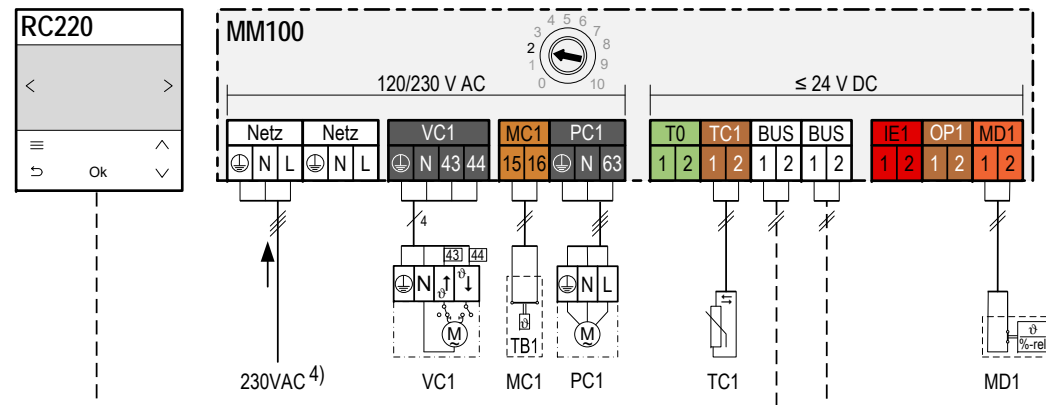 RC220
<
>
Ok
MM100
0 1 2 3 4 5 6 7 8 9 10
120/230 V AC
≤ 24 V DC
Netz Netz VC1 MC1 PC1 T0 TC1 BUS BUS IE1 OP1 MD1
N L N L N 43 44 15 16 N 63 1 2 1 2 1 2 1 2 1 2 1 2 1 2
4
43 44
N ϑ ϑ N L
M ~ ϑ M ~
TB1
ϑ
%-rel
230VAC 4) VC1 MC1 PC1 TC1 MD1